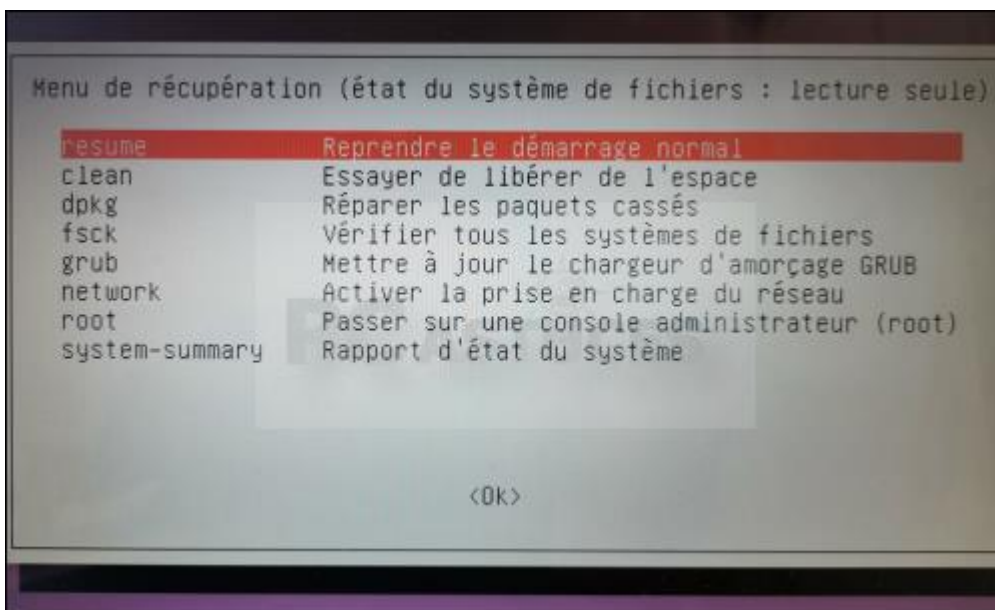 Menu de récupération (état du système de fichiers : lecture seule)
resume Reprendre le démarrage normal
clean Essayer de libérer de l'espace
dpkg Réparer les paquets cassés
fsck Vérifier tous les systèmes de fichiers
grub Mettre à jour le chargeur d'amorçage GRUB
network Activer la prise en charge du réseau
root Passer sur une console administrateur (root)
system-summary Rapport d'état du système
<Ok>